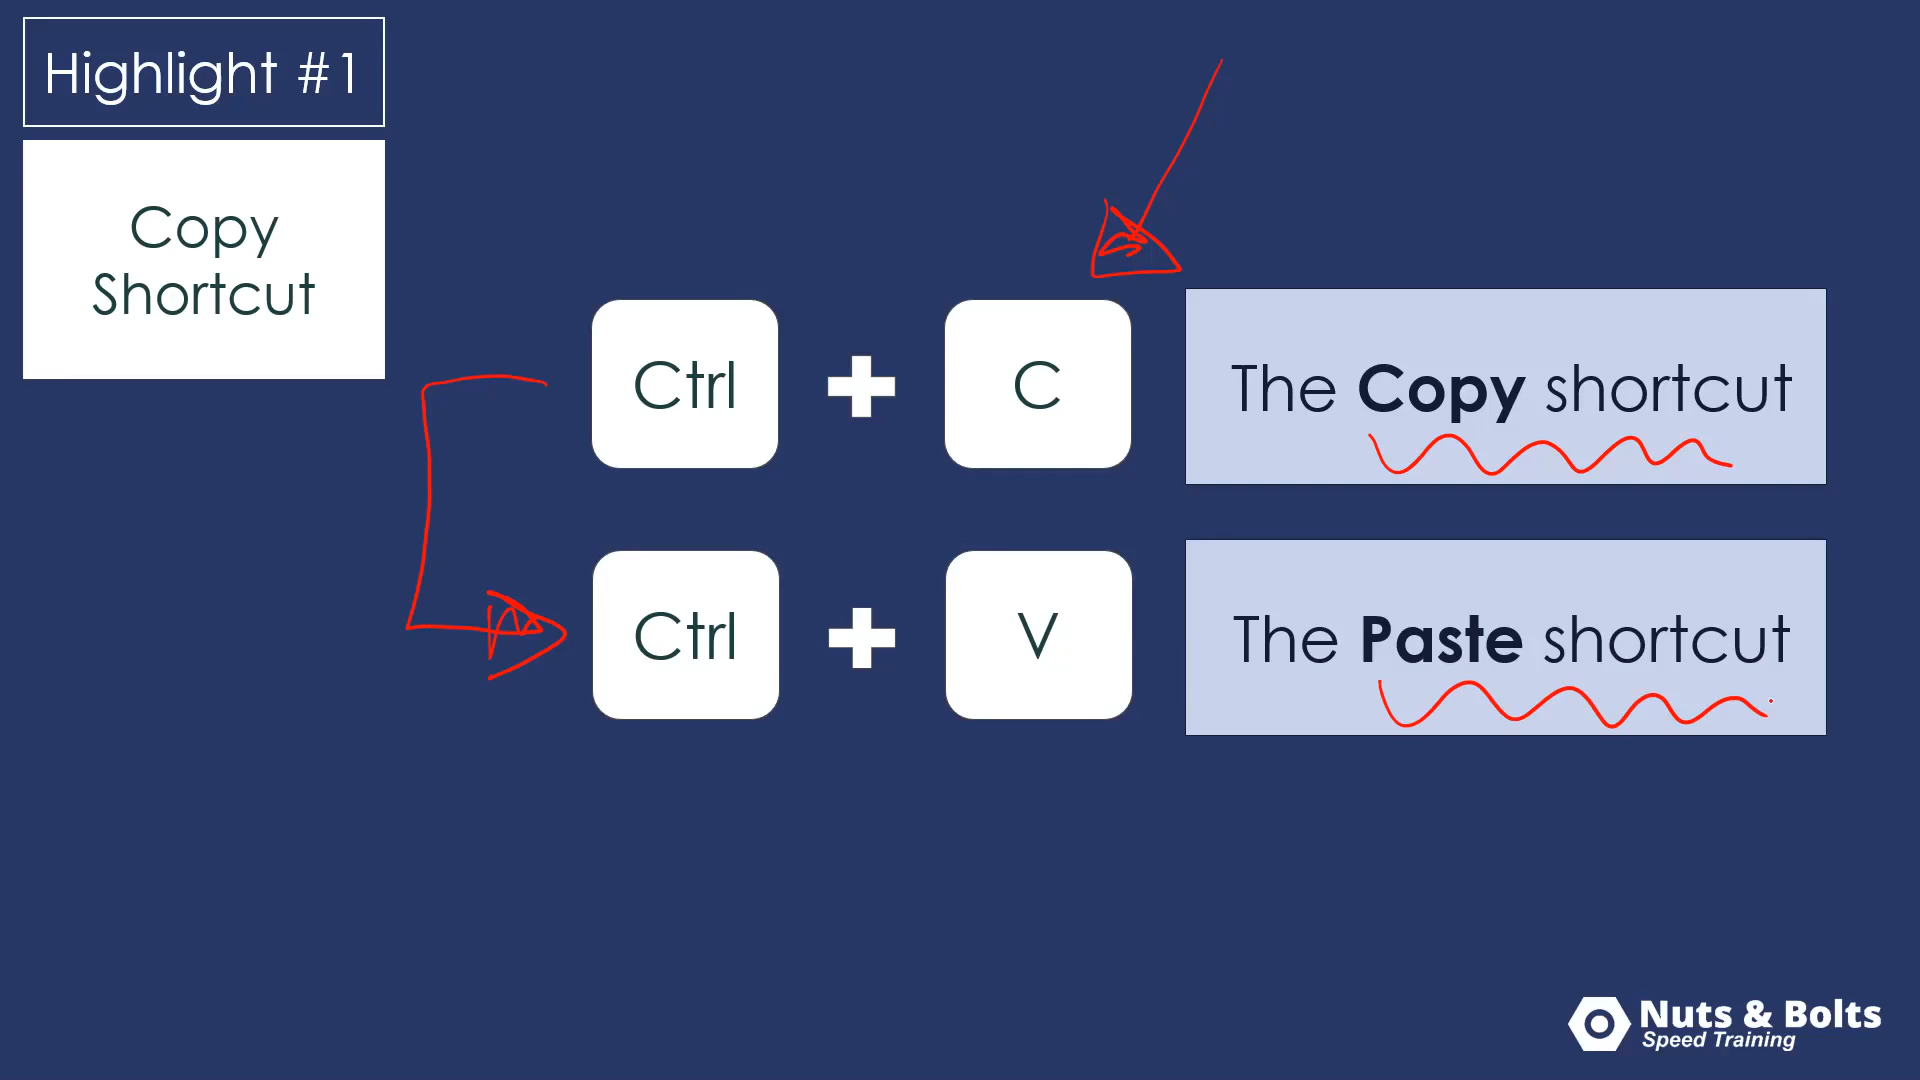 Highlight #1
Copy
Shortcut
Ctrl + C The Copy shortcut
Ctrl + V The Paste shortcut
Nuts & Bolts
Speed Training